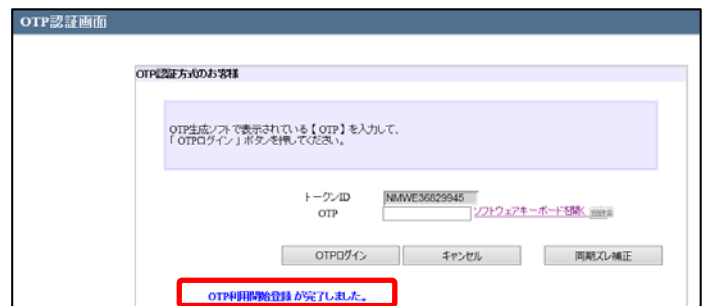 OTP認証画面
OTP認証方式のお客様
OTP生成ソフトで表示されている【OTP】を入力して、
「OTPログイン」ボタンを押してください。
トークンID NMWE36829945
OTP ソフトウェアキーボードを開く
OTPログイン キャンセル 同期ズレ補正
OTP利用開始登録が完了しました。